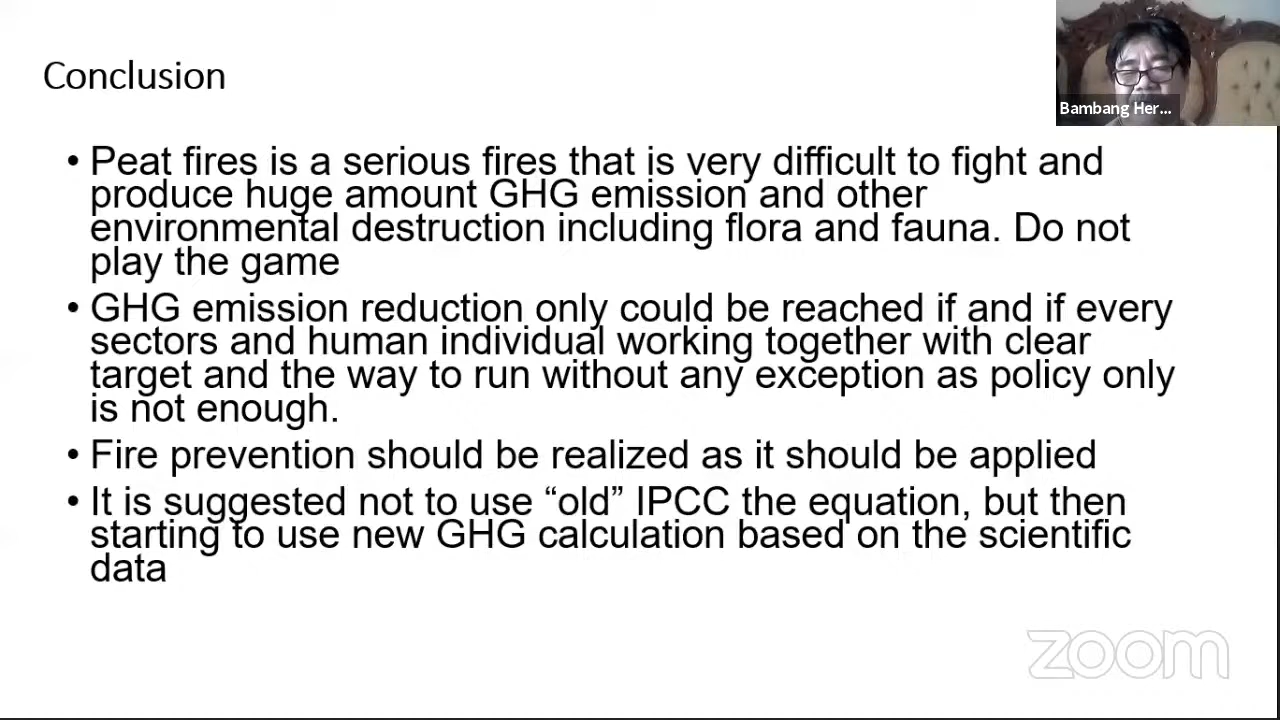 Conclusion
Bambang Her...
• Peat fires is a serious fires that is very difficult to fight and
produce huge amount GHG emission and other
environmental destruction including flora and fauna. Do not
play the game
• GHG emission reduction only could be reached if and if every
sectors and human individual working together with clear
target and the way to run without any exception as policy only
is not enough.
• Fire prevention should be realized as it should be applied
• It is suggested not to use “old” IPCC the equation, but then
starting to use new GHG calculation based on the scientific
data
zoom